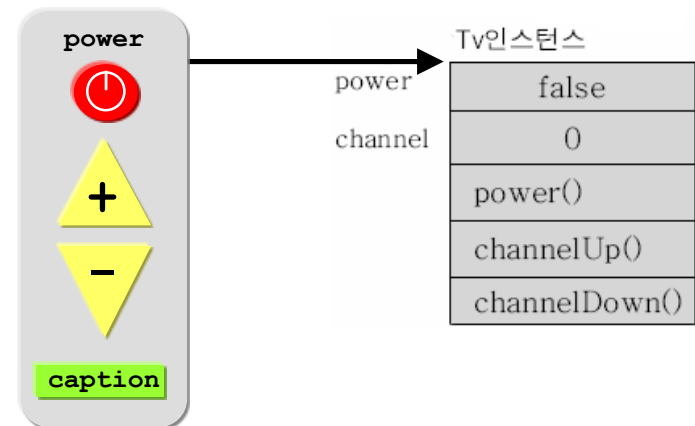 power
+
-
caption
Tv인스턴스
power false
channel 0
power()
channelUp()
channelDown()